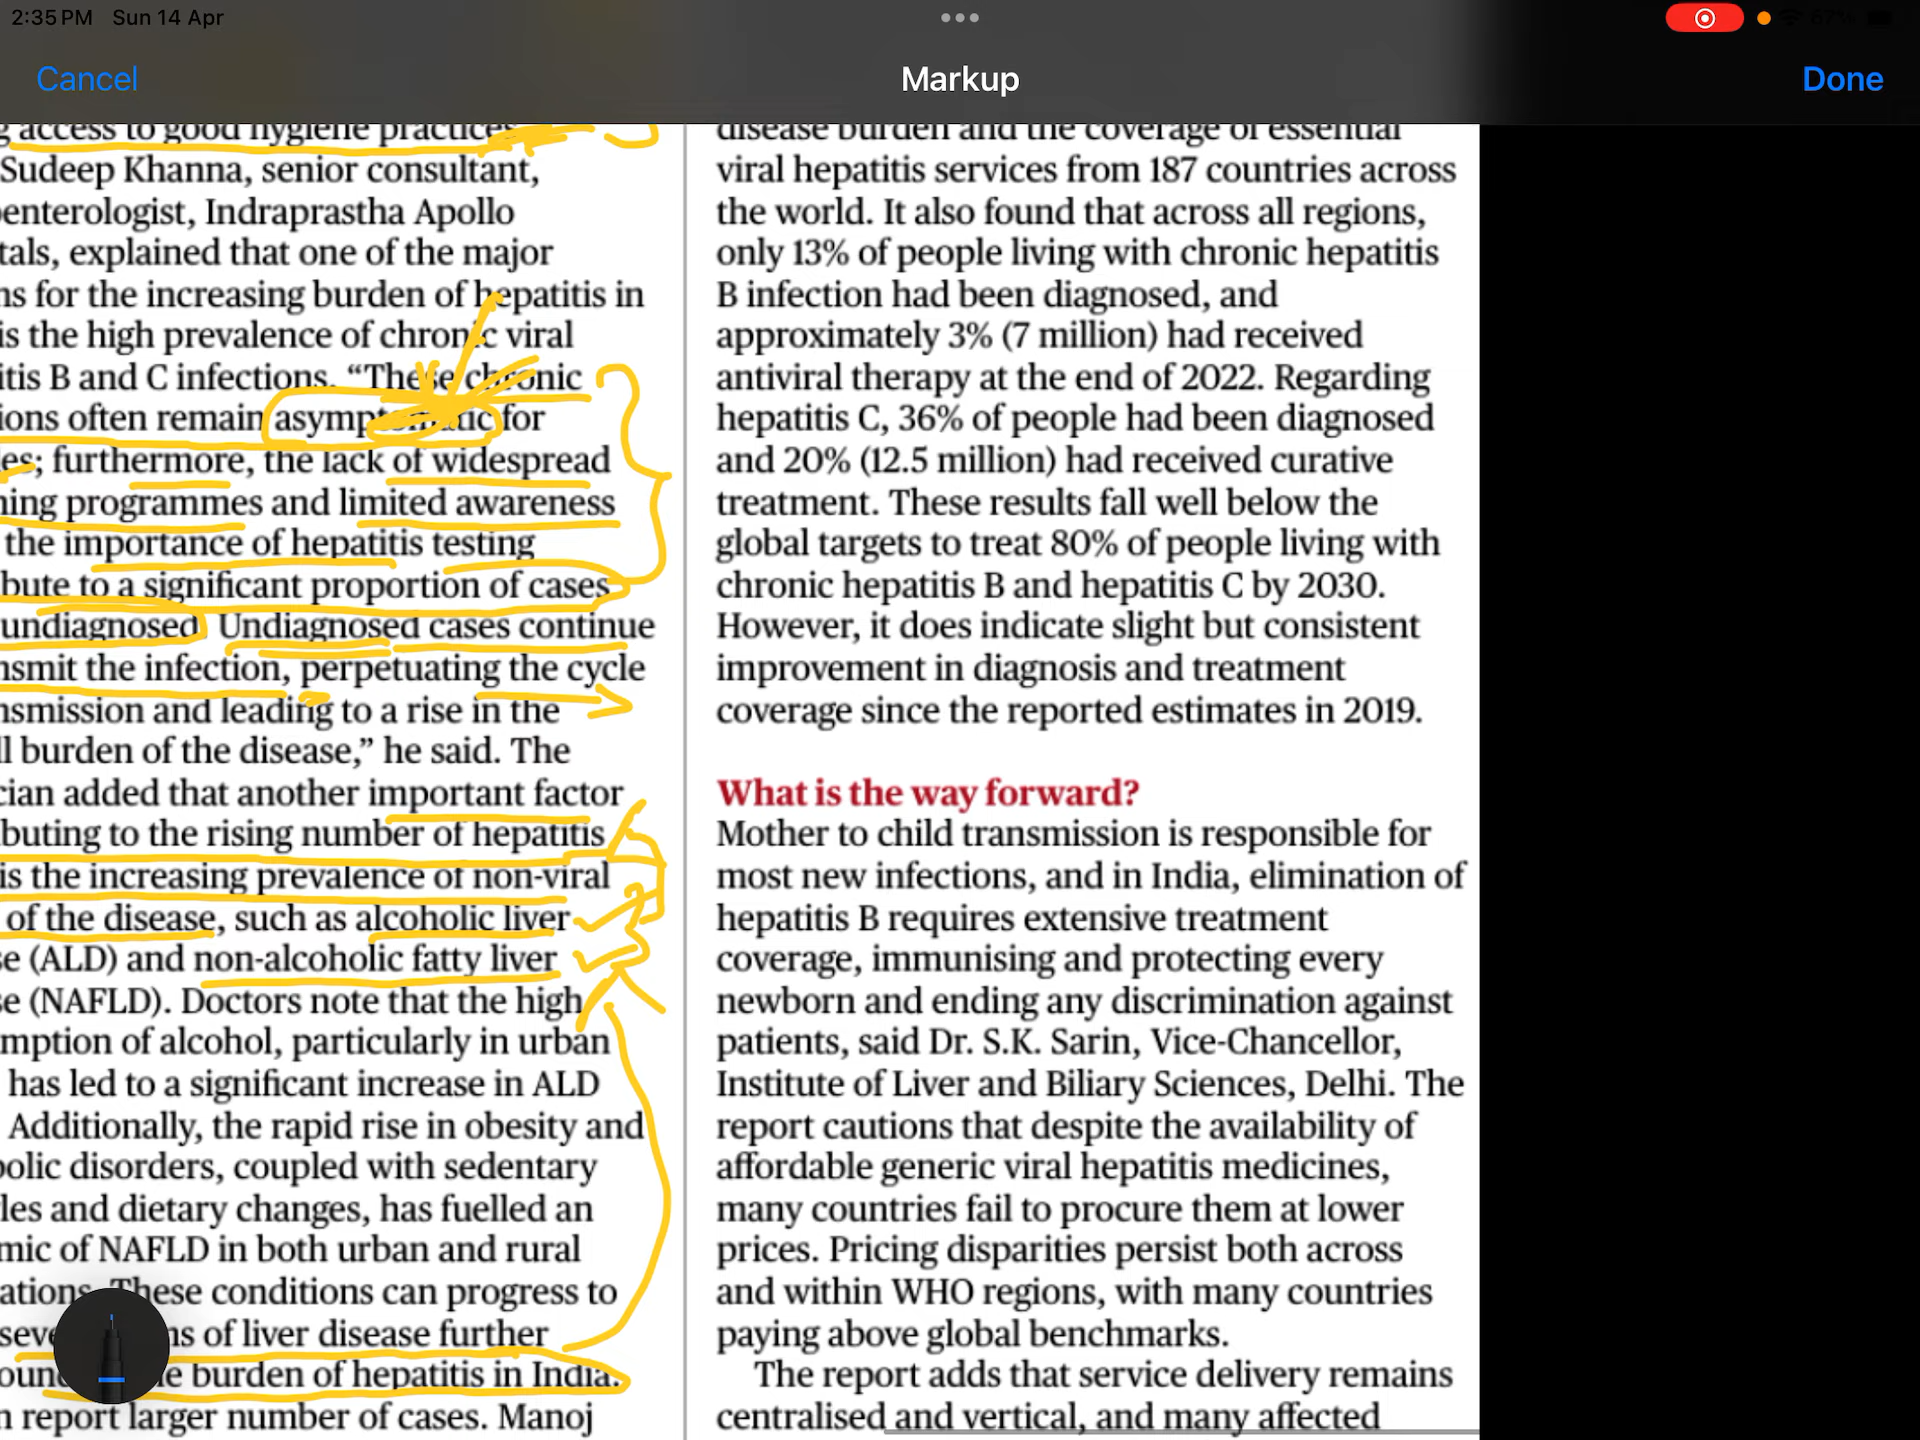 2:35 PM Sun 14 Apr
67%
Cancel
Markup
Done
access to good hygiene practices
Sudeep Khanna, senior consultant,
enterologist, Indraprastha Apollo
tals, explained that one of the major
ns for the increasing burden of hepatitis in
is the high prevalence of chronic viral
itis B and C infections. “These chronic
ions often remain asymptomatic for
es; furthermore, the lack of widespread
ning programmes and limited awareness
the importance of hepatitis testing
bute to a significant proportion of cases
undiagnosed. Undiagnosed cases continue
nsmit the infection, perpetuating the cycle
nsmission and leading to a rise in the
ll burden of the disease,” he said. The
cian added that another important factor
buting to the rising number of hepatitis
is the increasing prevalence of non-viral
of the disease, such as alcoholic liver
se (ALD) and non-alcoholic fatty liver
se (NAFLD). Doctors note that the high
mption of alcohol, particularly in urban
has led to a significant increase in ALD
Additionally, the rapid rise in obesity and
bolic disorders, coupled with sedentary
les and dietary changes, has fuelled an
mic of NAFLD in both urban and rural
ations. These conditions can progress to
seve ns of liver disease further
oun e burden of hepatitis in India.
n report larger number of cases. Manoj
disease burden and the coverage of essential
viral hepatitis services from 187 countries across
the world. It also found that across all regions,
only 13% of people living with chronic hepatitis
B infection had been diagnosed, and
approximately 3% (7 million) had received
antiviral therapy at the end of 2022. Regarding
hepatitis C, 36% of people had been diagnosed
and 20% (12.5 million) had received curative
treatment. These results fall well below the
global targets to treat 80% of people living with
chronic hepatitis B and hepatitis C by 2030.
However, it does indicate slight but consistent
improvement in diagnosis and treatment
coverage since the reported estimates in 2019.
What is the way forward?
Mother to child transmission is responsible for
most new infections, and in India, elimination of
hepatitis B requires extensive treatment
coverage, immunising and protecting every
newborn and ending any discrimination against
patients, said Dr. S.K. Sarin, Vice-Chancellor,
Institute of Liver and Biliary Sciences, Delhi. The
report cautions that despite the availability of
affordable generic viral hepatitis medicines,
many countries fail to procure them at lower
prices. Pricing disparities persist both across
and within WHO regions, with many countries
paying above global benchmarks.
The report adds that service delivery remains
centralised and vertical, and many affected